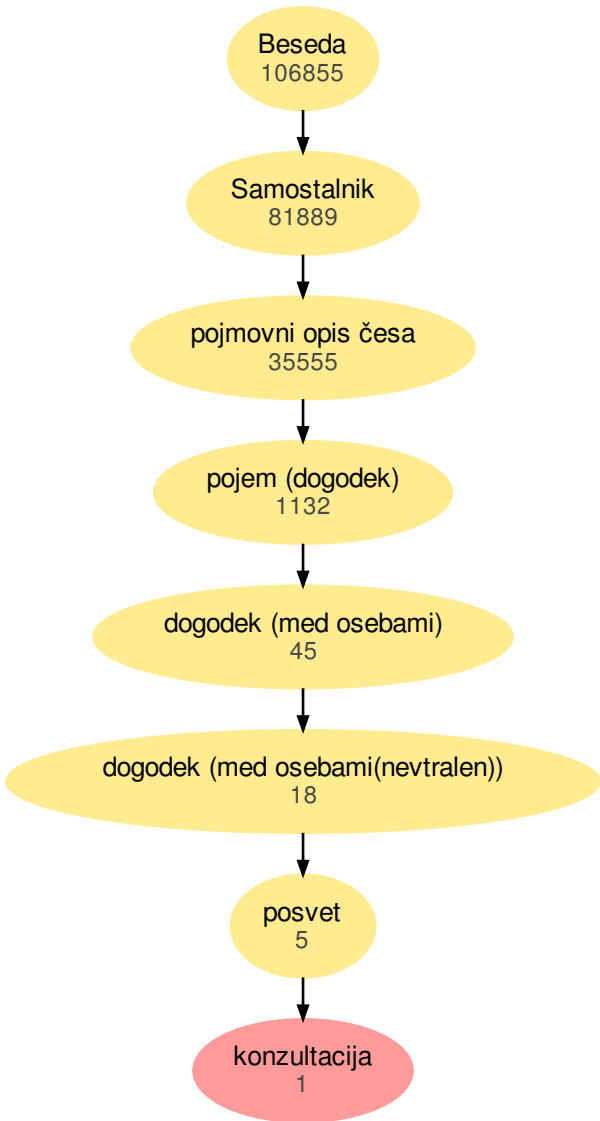 Beseda
106855
Samostalnik
81889
pojmovni opis česa
35555
pojem (dogodek)
1132
dogodek (med osebami)
45
dogodek (med osebami(nevtralen))
18
posvet
5
konzultacija
1